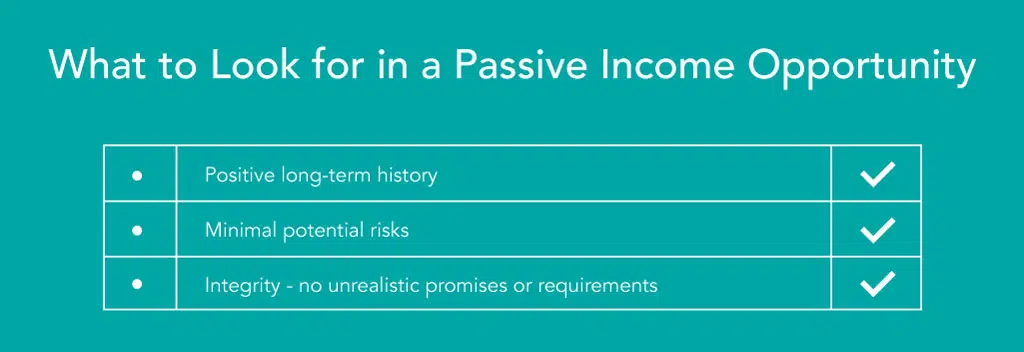 What to Look for in a Passive Income Opportunity
Positive long-term history
Minimal potential risks
Integrity - no unrealistic promises or requirements